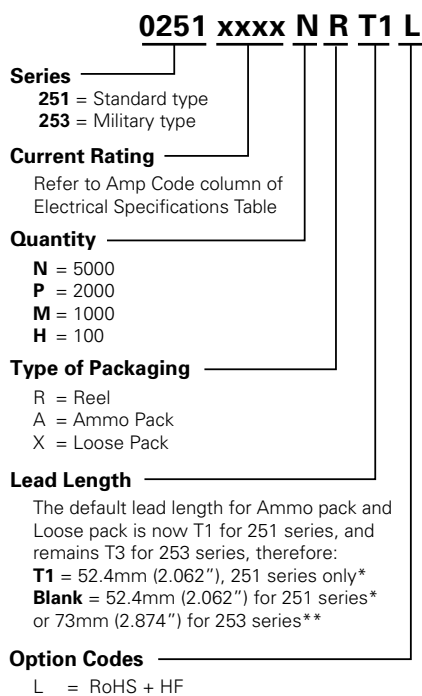 0251 xxxx N R T1 L
Series
251 = Standard type
253 = Military type
Current Rating
Refer to Amp Code column of
Electrical Specifications Table
Quantity
N = 5000
P = 2000
M = 1000
H = 100
Type of Packaging
R = Reel
A = Ammo Pack
X = Loose Pack
Lead Length
The default lead length for Ammo pack and
Loose pack is now T1 for 251 series, and
remains T3 for 253 series, therefore:
T1 = 52.4mm (2.062”), 251 series only*
Blank = 52.4mm (2.062”) for 251 series*
or 73mm (2.874”) for 253 series**
Option Codes
L = RoHS + HF